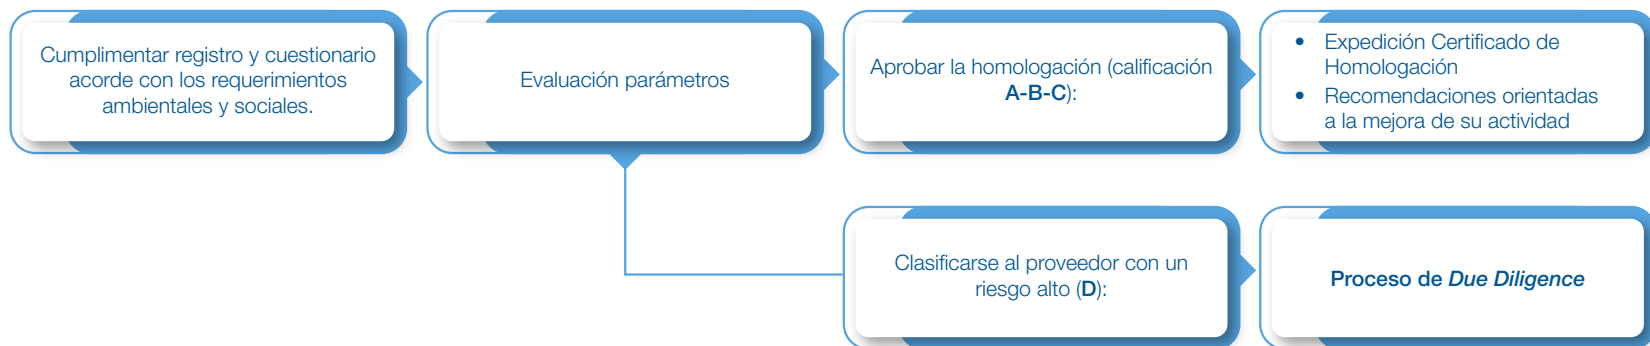 Cumplimentar registro y cuestionario
acorde con los requerimientos
ambientales y sociales.
Evaluación parámetros
Aprobar la homologación (calificación
A-B-C):
• Expedición Certificado de
Homologación
• Recomendaciones orientadas
a la mejora de su actividad
Clasificarse al proveedor con un
riesgo alto (D):
Proceso de Due Diligence